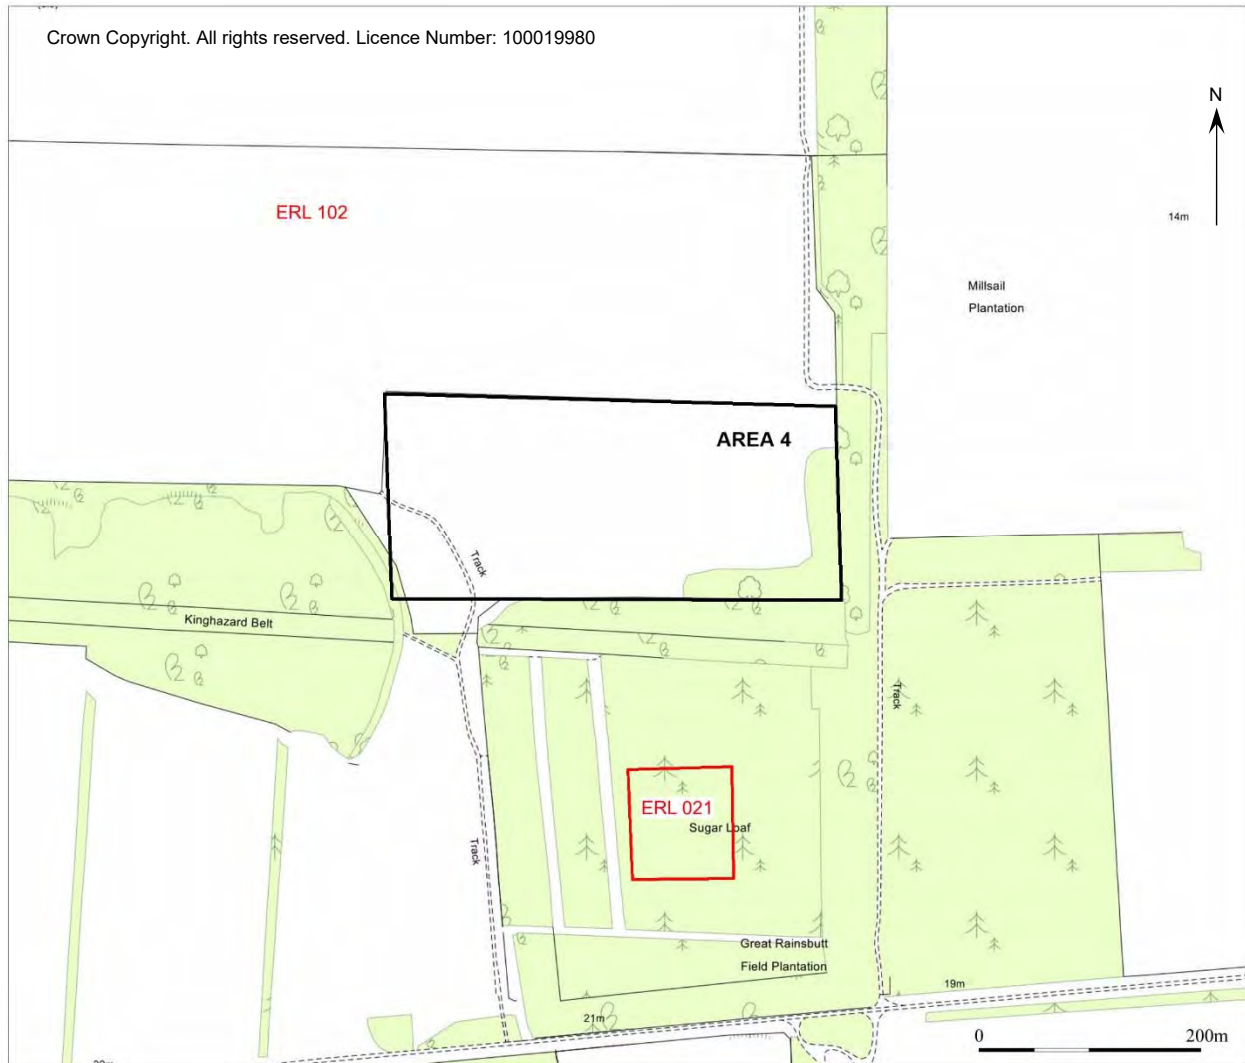 Crown Copyright. All rights reserved. Licence Number: 100019980
N
ERL 102
14m
Millsail
Plantation
AREA 4
Track
Kinghazard Belt
Track
ERL 021
Sugar Loaf
Track
Great Rainsbutt
Field Plantation
19m
21m
0 200m